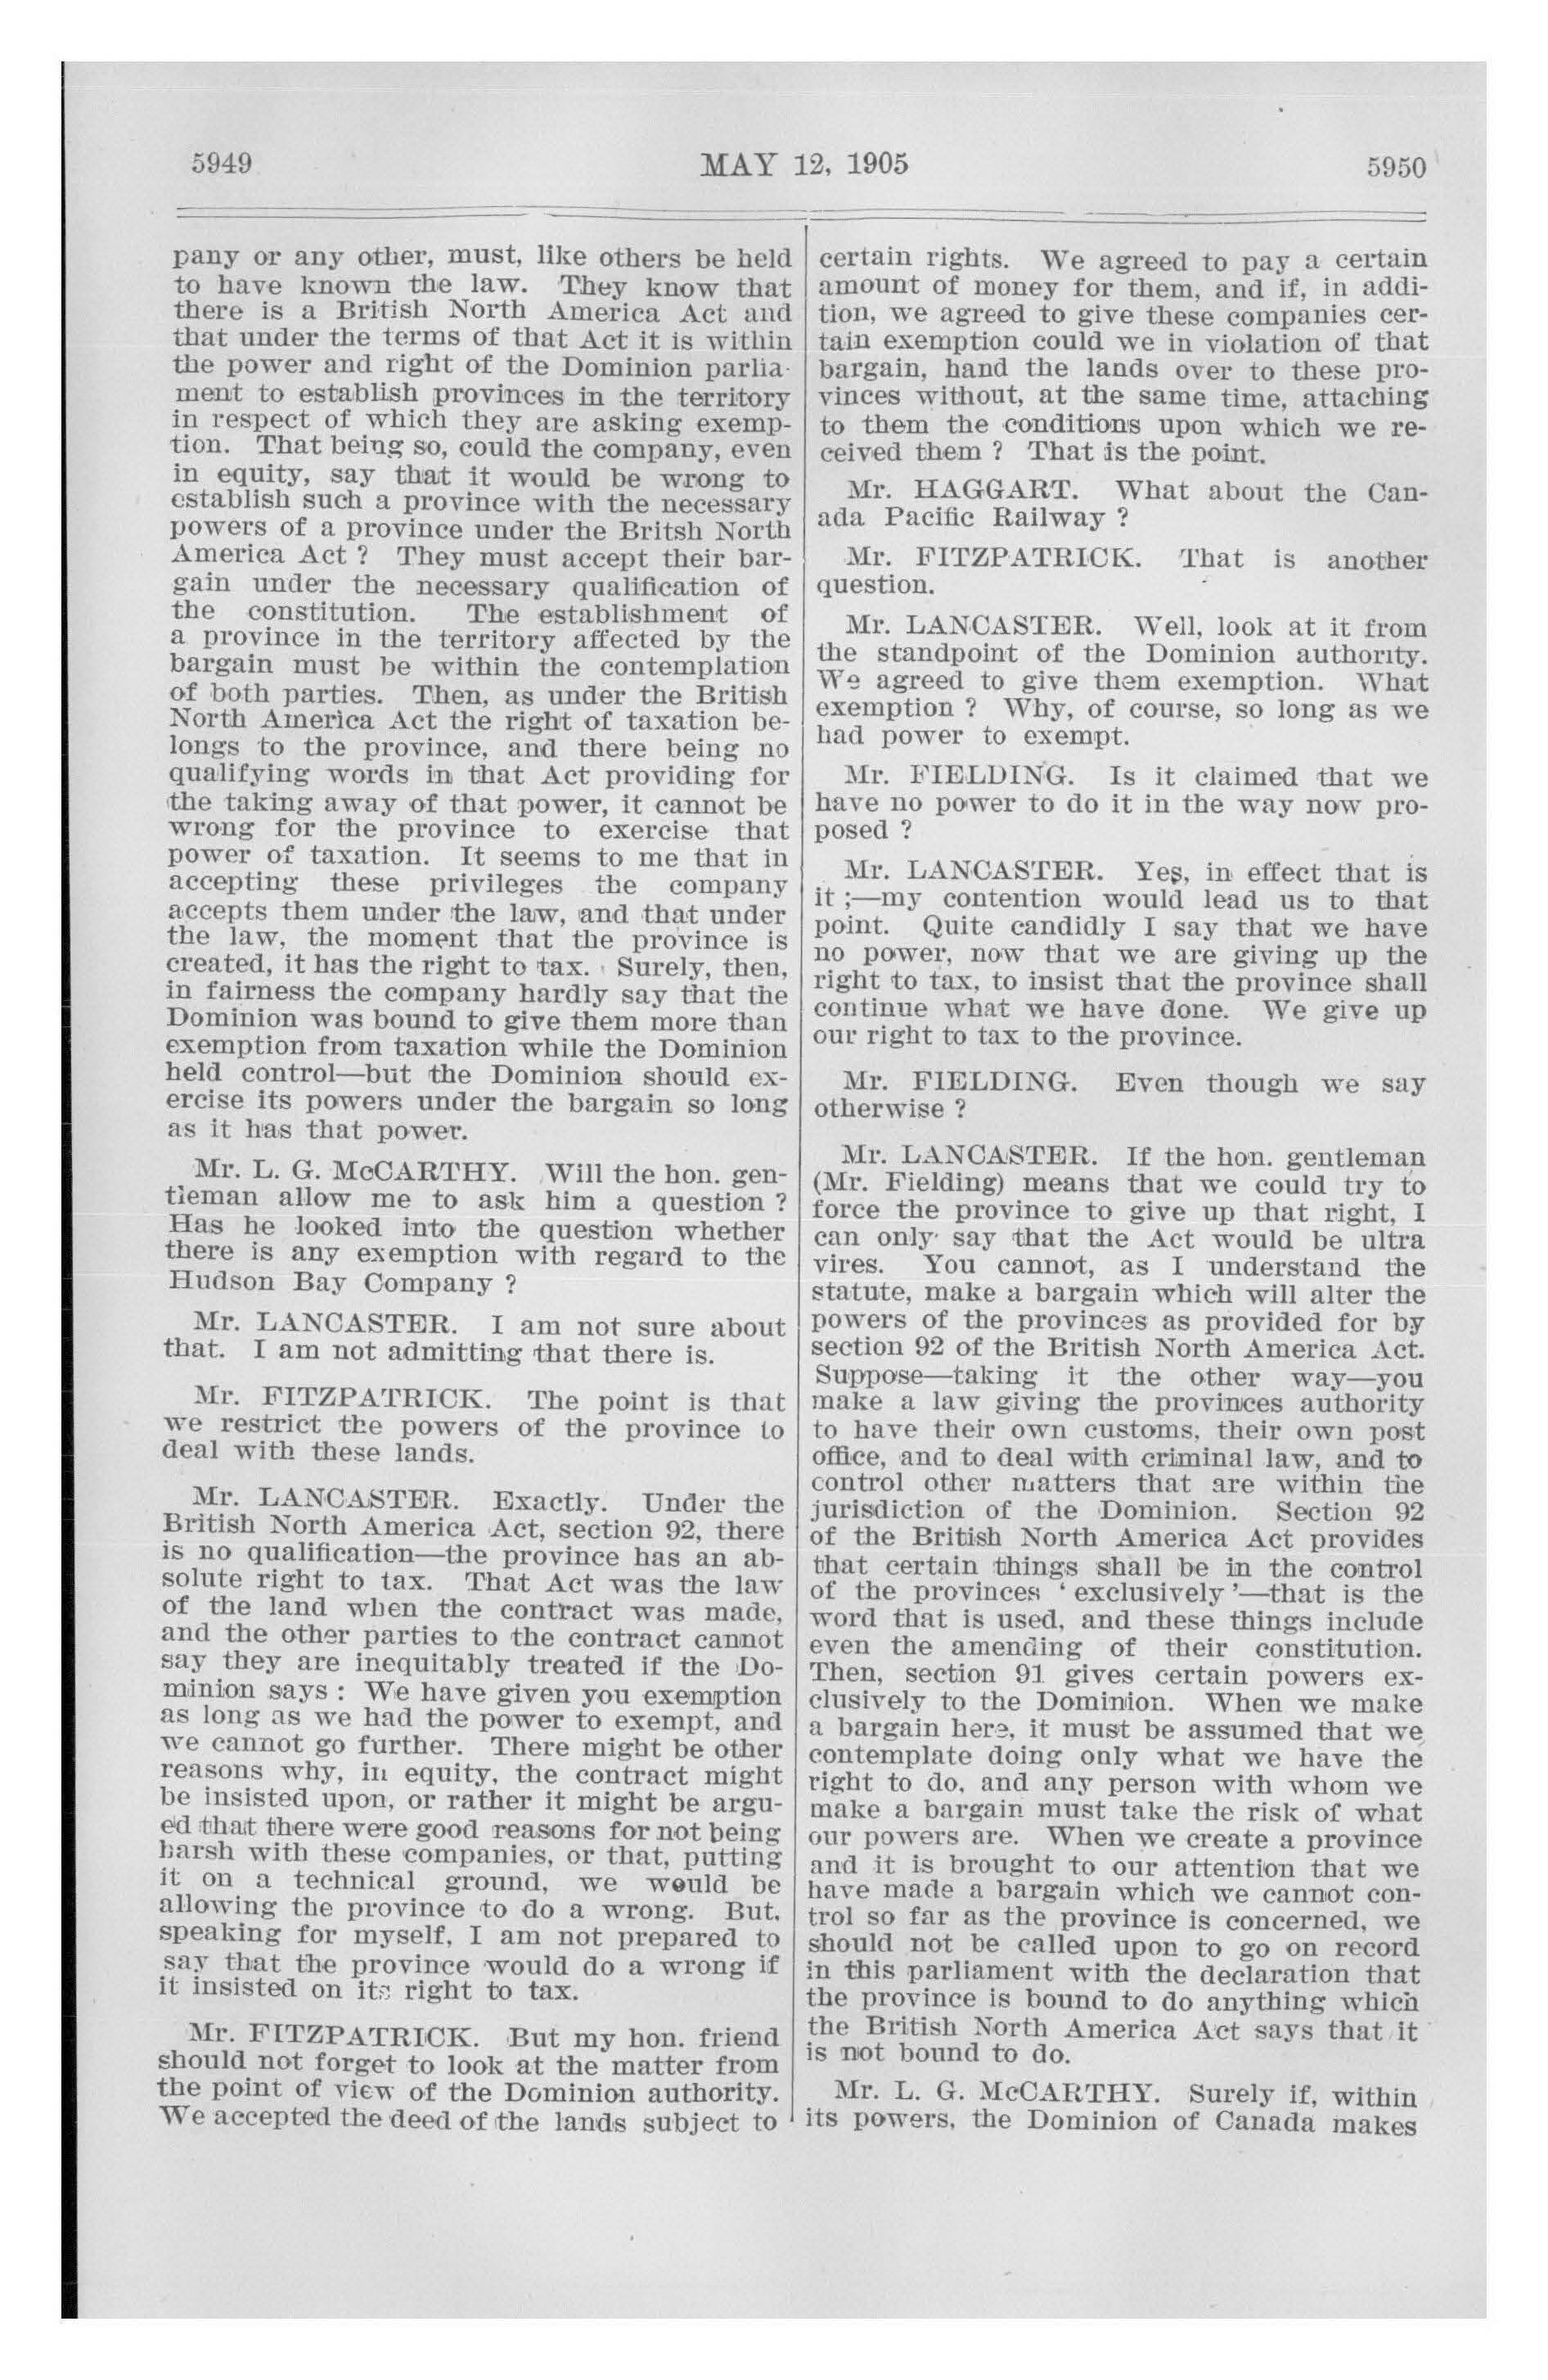 5949 MAY 12, 1905 5950
pany or any other, must, like others be held
to have known the law. They know that
there is a British North America Act and
that under the terms of that Act it is within
the power and right of the Dominion parlia-
ment to establish provinces in the territory
in respect of which they are asking exemp-
tion. That being so, could the company, even
in equity, say that it would be wrong to
establish such a province with the necessary
powers of a province under the Britsh North
America Act ? They must accept their bar-
gain under the necessary qualification of
the constitution. The establishment of
a province in the territory affected by the
bargain must be within the contemplation
of both parties. Then, as under the British
North America Act the right of taxation be-
longs to the province, and there being no
qualifying words in that Act providing for
the taking away of that power, it cannot be
wrong for the province to exercise that
power of taxation. It seems to me that in
accepting these privileges the company
accepts them under the law, and that under
the law, the moment that the province is
created, it has the right to tax. Surely, then,
in fairness the company hardly say that the
Dominion was bound to give them more than
exemption from taxation while the Dominion
held control—but the Dominion should ex-
ercise its powers under the bargain so long
as it has that power.
Mr. L. G. McCARTHY. Will the hon. gen-
tleman allow me to ask him a question ?
Has he looked into the question whether
there is any exemption with regard to the
Hudson Bay Company ?
Mr. LANCASTER. I am not sure about
that. I am not admitting that there is.
Mr. FITZPATRICK. The point is that
we restrict the powers of the province to
deal with these lands.
Mr. LANCASTER. Exactly. Under the
British North America Act, section 92, there
is no qualification—the province has an ab-
solute right to tax. That Act was the law
of the land when the contract was made,
and the other parties to the contract cannot
say they are inequitably treated if the Do-
minion says : We have given you exemption
as long as we had the power to exempt, and
we cannot go further. There might be other
reasons why, in equity, the contract might
be insisted upon, or rather it might be argu-
ed that there were good reasons for not being
harsh with these companies, or that, putting
it on a technical ground, we would be
allowing the province to do a wrong. But,
speaking for myself, I am not prepared to
say that the province would do a wrong if
it insisted on its right to tax.
Mr. FITZPATRICK. But my hon. friend
should not forget to look at the matter from
the point of view of the Dominion authority.
We accepted the deed of the lands subject to
certain rights. We agreed to pay a certain
amount of money for them, and if, in addi-
tion, we agreed to give these companies cer-
tain exemption could we in violation of that
bargain, hand the lands over to these pro-
vinces without, at the same time, attaching
to them the conditions upon which we re-
ceived them ? That is the point.
Mr. HAGGART. What about the Can-
ada Pacific Railway ?
Mr. FITZPATRICK. That is another
question.
Mr. LANCASTER. Well, look at it from
the standpoint of the Dominion authority.
We agreed to give them exemption. What
exemption ? Why, of course, so long as we
had power to exempt.
Mr. FIELDING. Is it claimed that we
have no power to do it in the way now pro-
posed ?
Mr. LANCASTER. Yes, in effect that is
it ;—my contention would lead us to that
point. Quite candidly I say that we have
no power, now that we are giving up the
right to tax, to insist that the province shall
continue what we have done. We give up
our right to tax to the province.
Mr. FIELDING. Even though we say
otherwise ?
Mr. LANCASTER. If the hon. gentleman
(Mr. Fielding) means that we could try to
force the province to give up that right, I
can only say that the Act would be ultra
vires. You cannot, as I understand the
statute, make a bargain which will alter the
powers of the provinces as provided for by
section 92 of the British North America Act.
Suppose—taking it the other way—you
make a law giving the provinces authority
to have their own customs, their own post
office, and to deal with criminal law, and to
control other matters that are within the
jurisdiction of the Dominion. Section 92
of the British North America Act provides
that certain things shall be in the control
of the provinces ‘ exclusively ’—that is the
word that is used, and these things include
even the amending of their constitution.
Then, section 91 gives certain powers ex-
clusively to the Dominion. When we make
a bargain here, it must be assumed that we
contemplate doing only what we have the
right to do, and any person with whom we
make a bargain must take the risk of what
our powers are. When we create a province
and it is brought to our attention that we
have made a bargain which we cannot con-
trol so far as the province is concerned, we
should not be called upon to go on record
in this parliament with the declaration that
the province is bound to do anything which
the British North America Act says that it
is not bound to do.
Mr. L. G. McCARTHY. Surely if, within
its powers, the Dominion of Canada makes